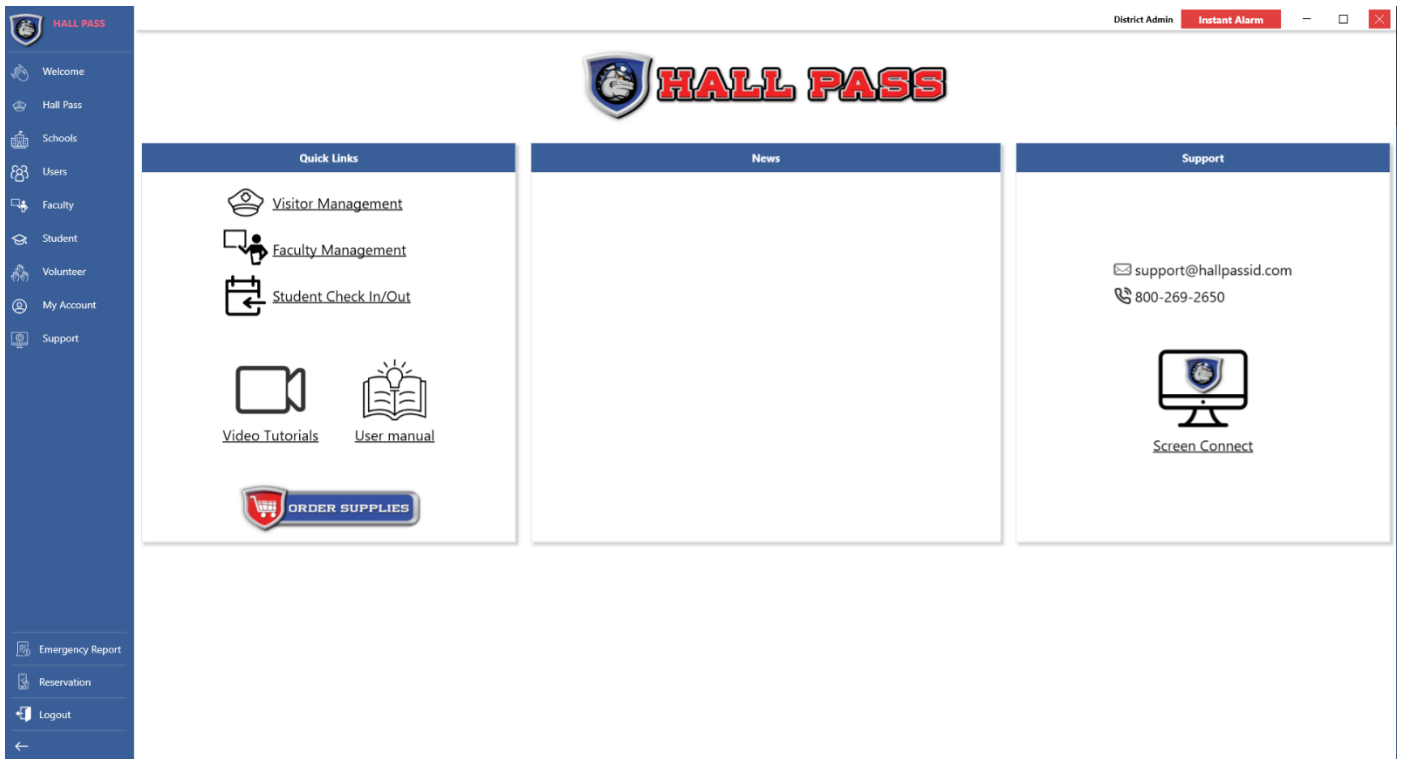 HALL PASS
District Admin
Instant Alarm
Welcome
Hall Pass
Schools
Users
Faculty
Student
Volunteer
My Account
Support
Emergency Report
Reservation
Logout
HALL PASS
Quick Links
Visitor Management
Faculty Management
Student Check In/Out
Video Tutorials
User manual
ORDER SUPPLIES
News
Support
support@hallpassid.com
800-269-2650
Screen Connect